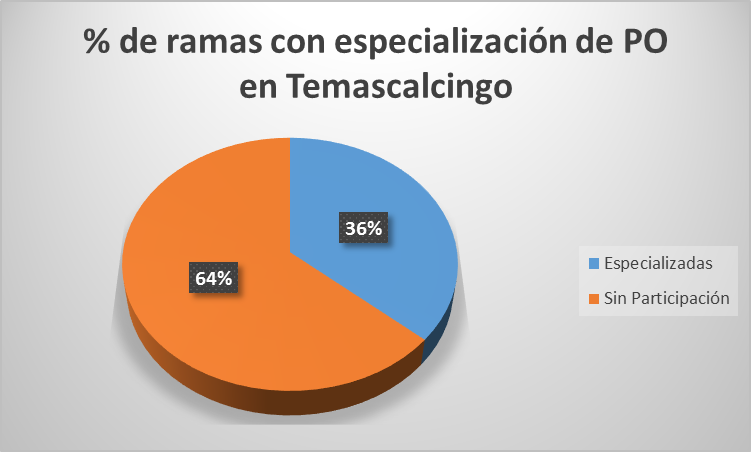 % de ramas con especialización de PO
en Temascalcingo
36%
64%
Especializadas
Sin Participación